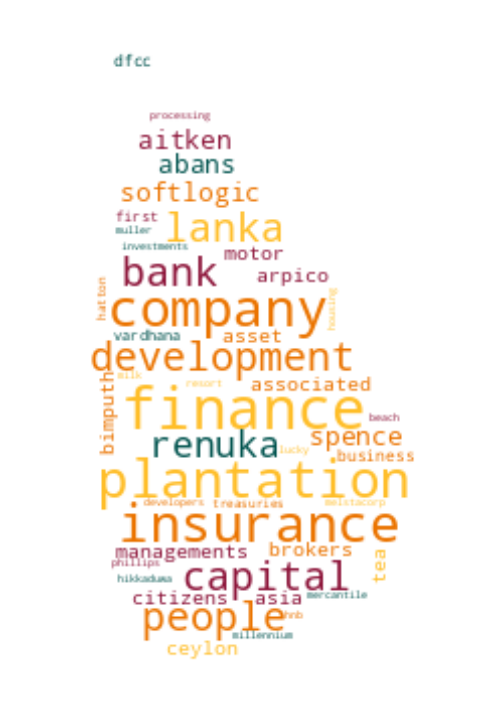 dfcc
processing
aitken
abans
softlogic
first
muller
lanka
investments
motor
bank
arpico
hatton
company
housing
vardhana
asset
development
milk
resort
associated
bimputh
finance
beach
renuka
lucky
spence
business
plantation
developers
treasuries
melstacorp
insurance
managements
brokers
phillips
tea
hikkaduwa
capital
citizens
asia
mercantile
people
hnb
millennium
ceylon